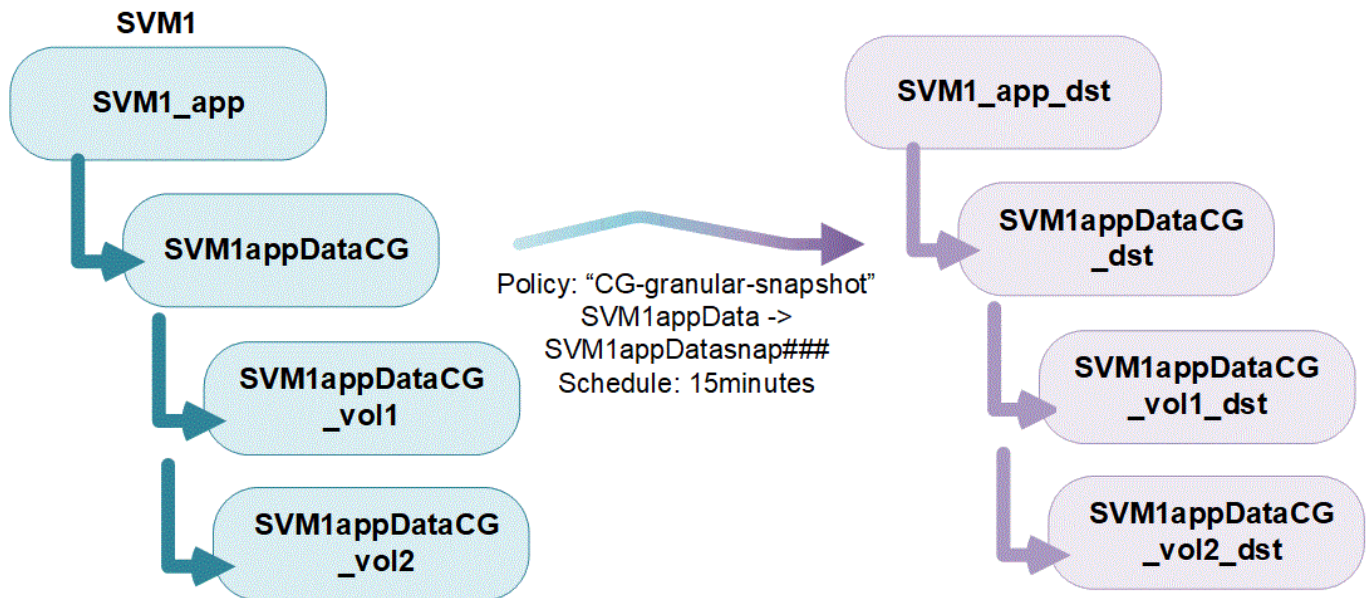 SVM1
SVM1_app
SVM1appDataCG
SVM1appDataCG
_vol1
SVM1appDataCG
_vol2
Policy: “CG-granular-snapshot”
SVM1appData ->
SVM1appDatasnap###
Schedule: 15minutes
SVM1_app_dst
SVM1appDataCG
_dst
SVM1appDataCG
_vol1_dst
SVM1appDataCG
_vol2_dst